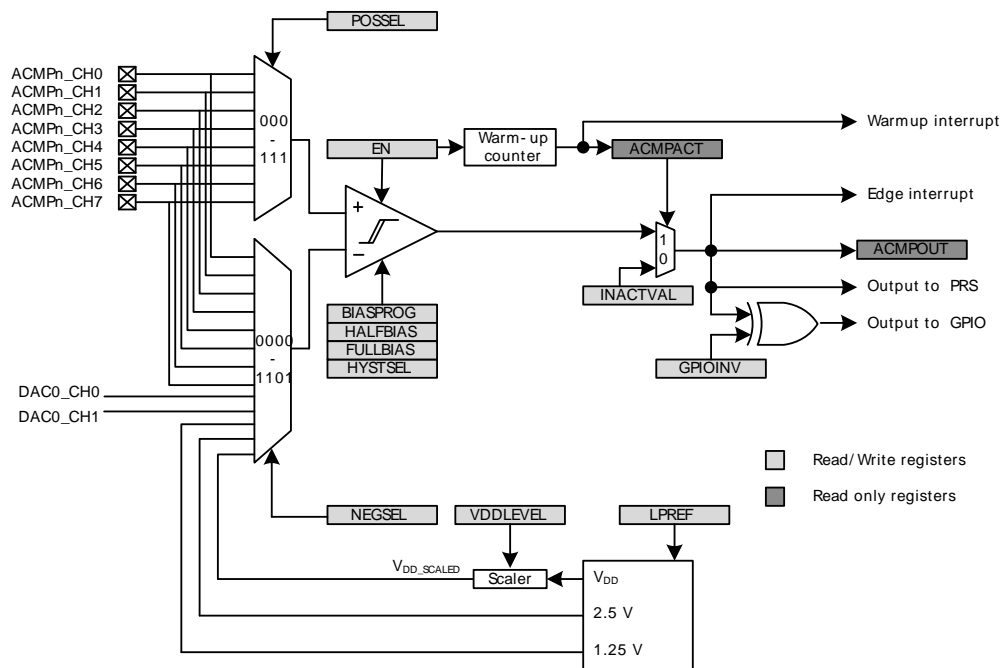 POSSEL
ACMPn_CH0
ACMPn_CH1
ACMPn_CH2
ACMPn_CH3
ACMPn_CH4
ACMPn_CH5
ACMPn_CH6
ACMPn_CH7
000
-
111
EN
Warm-up
counter
ACMPACT
Warmup interrupt
Edge interrupt
+
−
1
0
ACMPOUT
INACTVAL
Output to PRS
Output to GPIO
BIASPROG
HALFBIAS
FULLBIAS
HYSTSEL
GPIOINV
0000
-
1101
DAC0_CH0
DAC0_CH1
Read/Write registers
Read only registers
NEGSEL
VDDLEVEL
LPREF
VDD_SCALED
Scaler
VDD
2.5 V
1.25 V